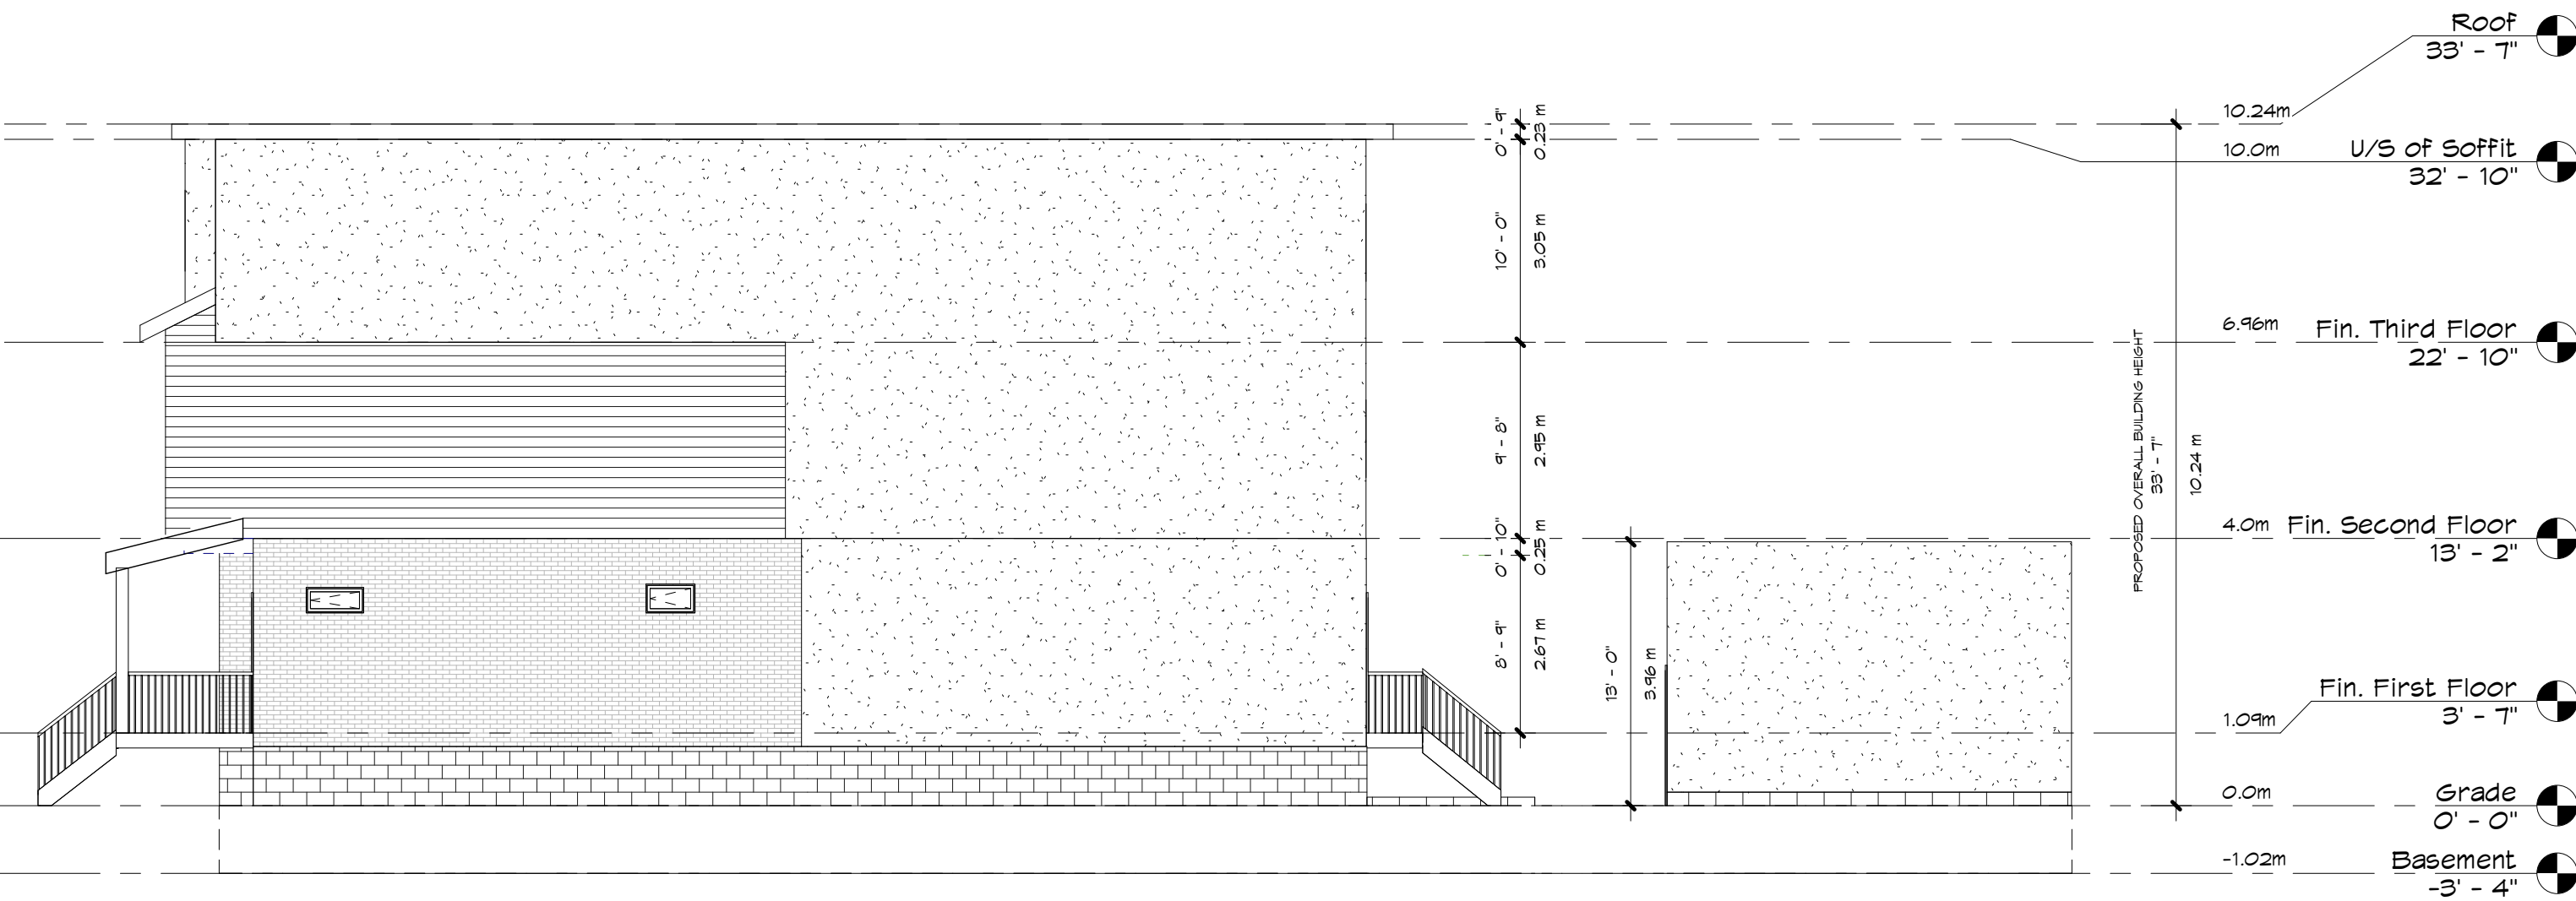 Roof
33' - 7"
10.24m
U/S of Soffit
10.0m
32' - 10"
0' - 9"
0.23 m
10' - 0"
3.05 m
6.96m
Fin. Third Floor
22' - 10"
9' - 8"
2.95 m
PROPOSED OVERALL BUILDING HEIGHT
33' - 7"
10.24 m
4.0m
Fin. Second Floor
13' - 2"
0' - 10"
0.25 m
8' - 9"
2.67 m
13' - 0"
3.96 m
Fin. First Floor
1.09m
3' - 7"
0.0m
Grade
0' - 0"
-1.02m
Basement
-3' - 4"